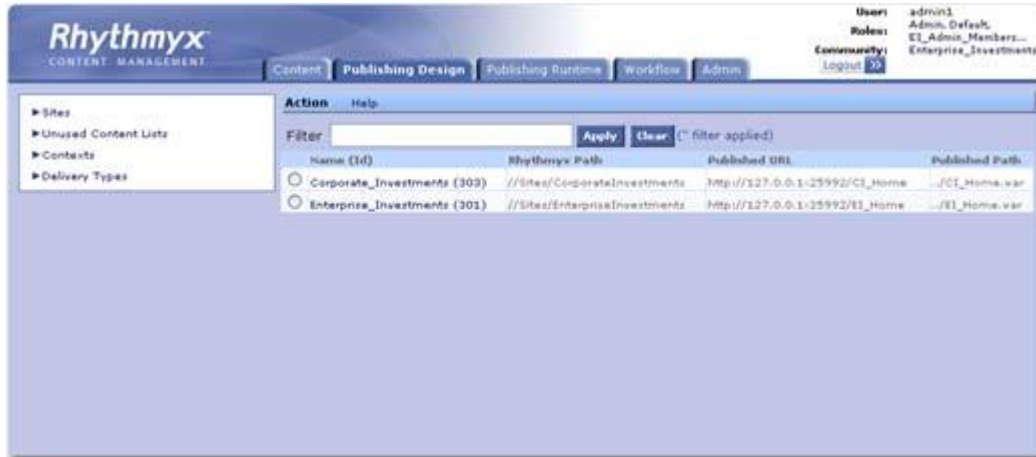 Rhythmyx
CONTENT MANAGEMENT
User: admin1
Roles: Admin, Default,
EI_Admin_Members...
Community: Enterprise_Investments
Logout
Content Publishing Design Publishing Runtime Workflow Admin
Sites
Unused Content Lists
Contexts
Delivery Types
Action Help
Filter Apply Clear (* filter applied)
Name (Id) Rhythmyx Path Published URL Published Path
Corporate_Investments (303) //Sites/CorporateInvestments http://127.0.0.1:25992/CI_Home ../CI_Home.war
Enterprise_Investments (301) //Sites/EnterpriseInvestments http://127.0.0.1:25992/EI_Home ../EI_Home.war